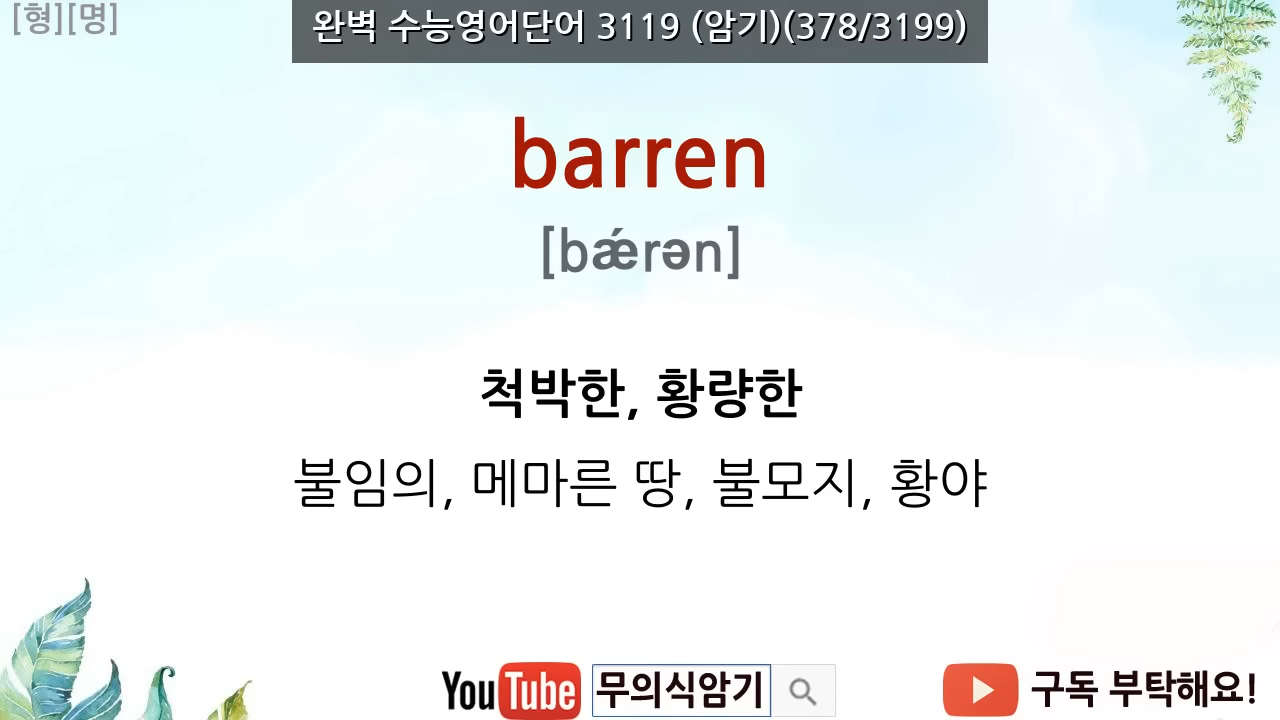 [형][명]
완벽 수능영어단어 3119 (암기)(378/3199)
barren
[bǽrən]
척박한, 황량한
불임의, 메마른 땅, 불모지, 황야
YouTube 무의식암기
구독 부탁해요!